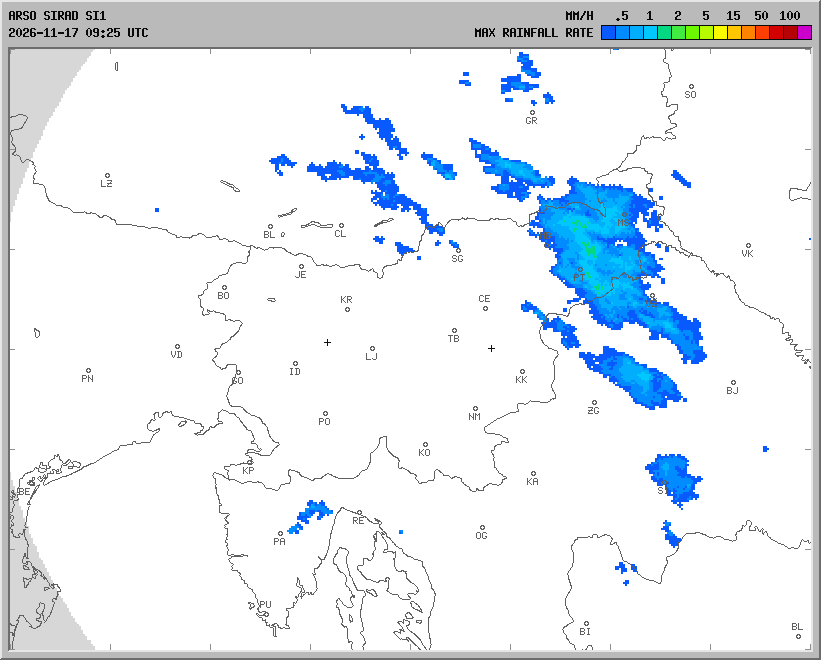 ARSO SIRAD SI1
2026-11-17 09:25 UTC
MM/H .5 1 2 5 15 50 100
MAX RAINFALL RATE
SO
GR
LZ
MS
BL
CL
SG
VK
JE
PT
BO
KR
CE
TB
VD
LJ
GO
ID
KK
PN
BJ
ZG
NM
PO
KO
KP
KA
BE
RE
OG
PA
PU
BI
BL